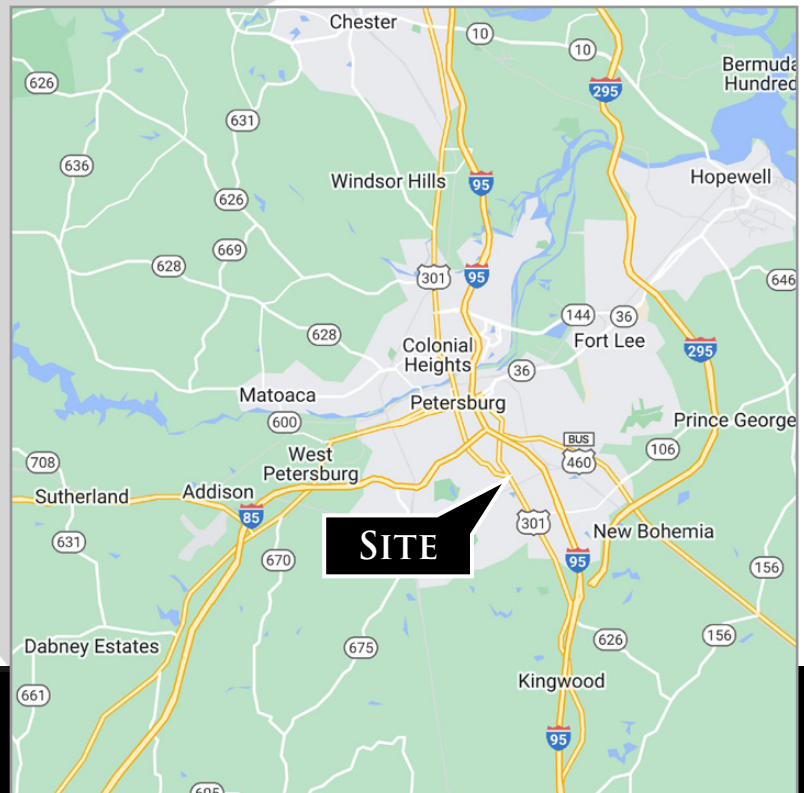 Chester
10
10
Bermuda
Hundred
626
295
631
636
Windsor Hills
95
Hopewell
626
669
628
301
95
646
144
36
628
Colonial
Heights
Fort Lee
295
36
Matoaca
Petersburg
600
Prince George
BUS
460
106
West
Petersburg
708
Sutherland
Addison
85
301
New Bohemia
SITE
631
670
95
156
626
156
Dabney Estates
675
661
Kingwood
95